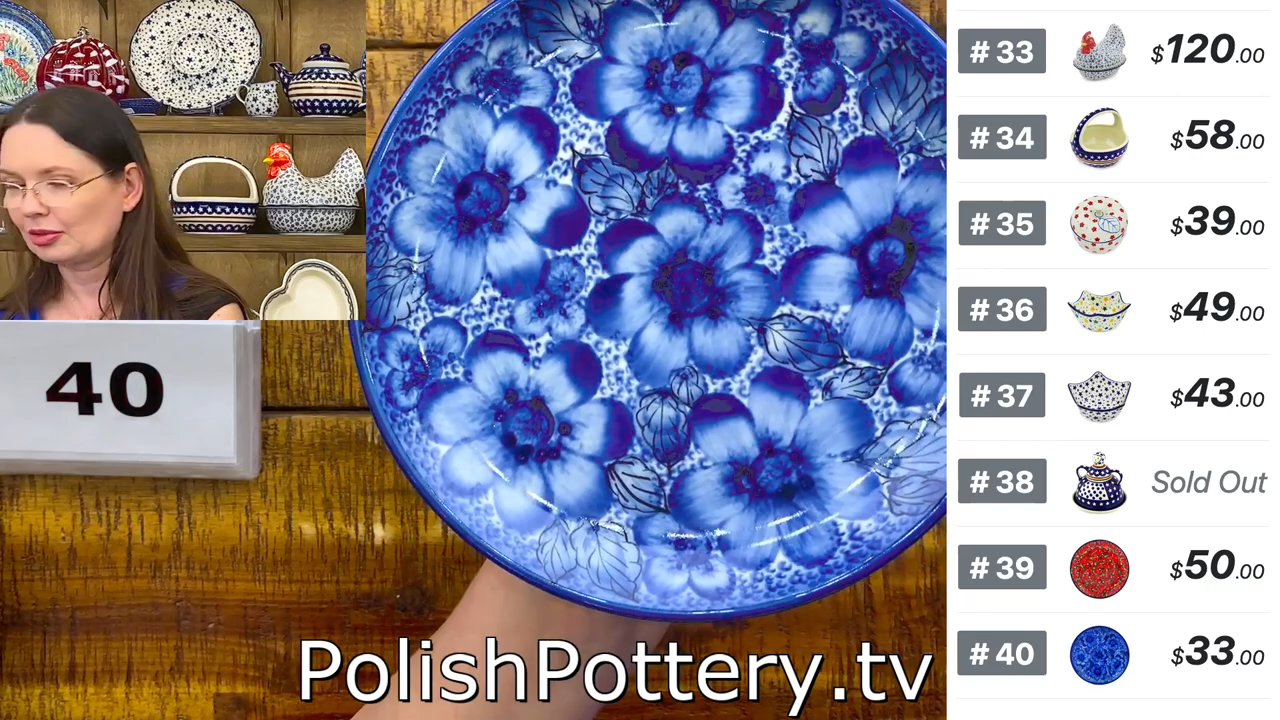 40
PolishPottery.tv
# 33 $120.00
# 34 $58.00
# 35 $39.00
# 36 $49.00
# 37 $43.00
# 38 Sold Out
# 39 $50.00
# 40 $33.00